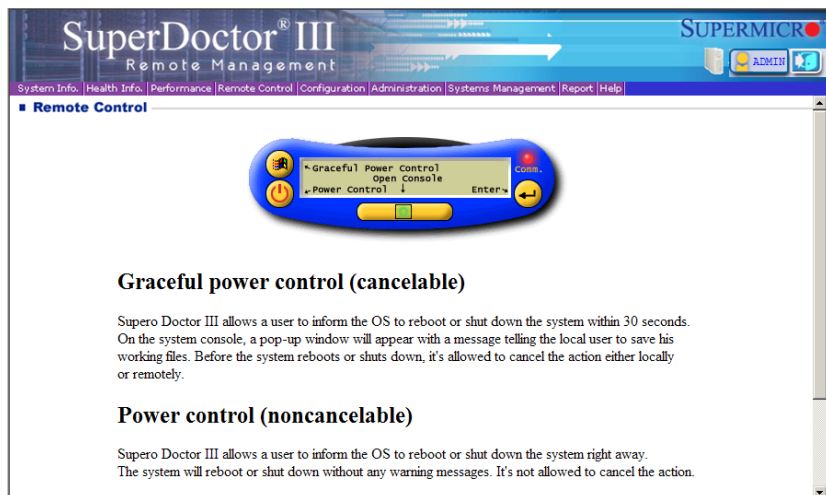 SuperDoctor® III
Remote Management
SUPERMICRO
ADMIN
System Info. Health Info. Performance Remote Control Configuration Administration Systems Management Report Help
Remote Control
Graceful Power Control
Open Console
Power Control ↓ Enter
Comm.
Graceful power control (cancelable)
Supero Doctor III allows a user to inform the OS to reboot or shut down the system within 30 seconds.
On the system console, a pop-up window will appear with a message telling the local user to save his
working files. Before the system reboots or shuts down, it's allowed to cancel the action either locally
or remotely.
Power control (noncancelable)
Supero Doctor III allows a user to inform the OS to reboot or shut down the system right away.
The system will reboot or shut down without any warning messages. It's not allowed to cancel the action.